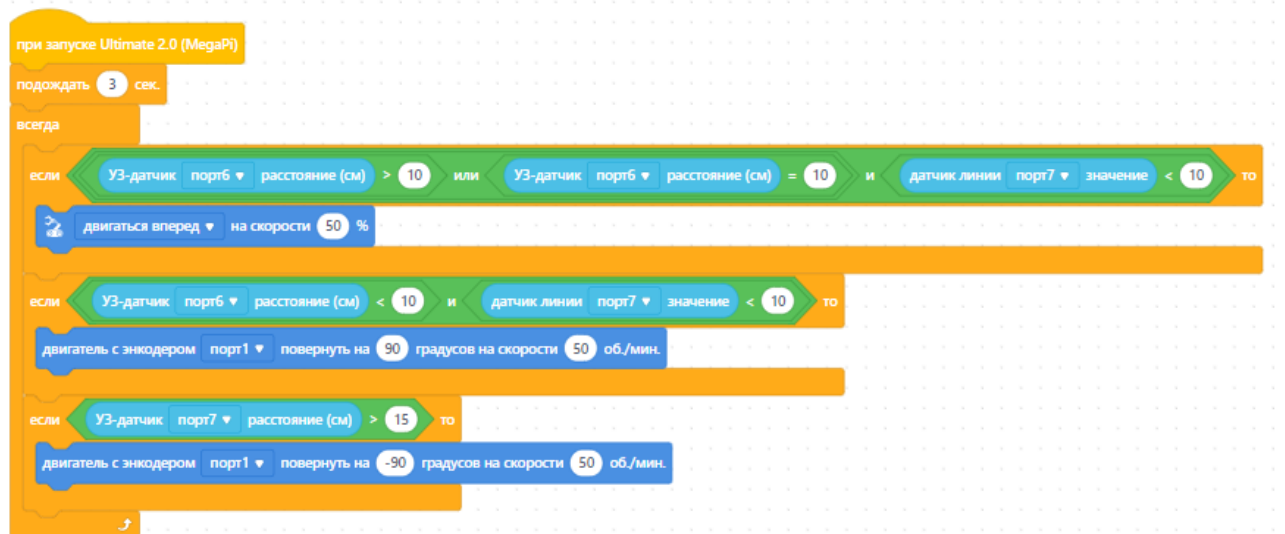 при запуске Ultimate 2.0 (MegaPi)
подождать 3 сек.
всегда
если УЗ-датчик порт6 расстояние (см) > 10 или УЗ-датчик порт6 расстояние (см) = 10 и датчик линии порт7 значение < 10 то
двигаться вперед на скорости 50 %
если УЗ-датчик порт6 расстояние (см) < 10 и датчик линии порт7 значение < 10 то
двигатель с энкодером порт1 повернуть на 90 градусов на скорости 50 об./мин.
если УЗ-датчик порт7 расстояние (см) > 15 то
двигатель с энкодером порт1 повернуть на -90 градусов на скорости 50 об./мин.